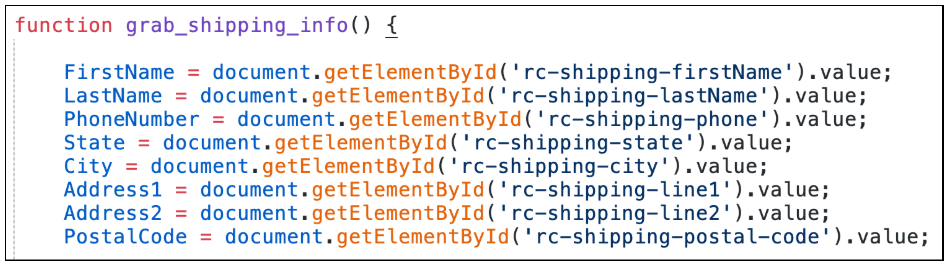 function grab_shipping_info() {
FirstName = document.getElementById('rc-shipping-firstName').value;
LastName = document.getElementById('rc-shipping-lastName').value;
PhoneNumber = document.getElementById('rc-shipping-phone').value;
State = document.getElementById('rc-shipping-state').value;
City = document.getElementById('rc-shipping-city').value;
Address1 = document.getElementById('rc-shipping-line1').value;
Address2 = document.getElementById('rc-shipping-line2').value;
PostalCode = document.getElementById('rc-shipping-postal-code').value;